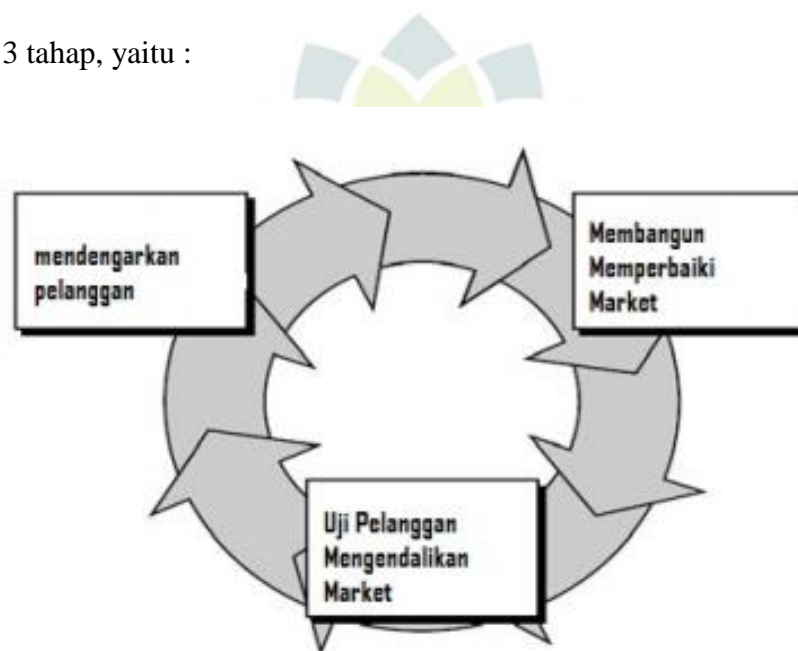 3 tahap, yaitu :
mendengarkan
pelanggan
Membangun
Memperbaiki
Market
Uji Pelanggan
Mengendalikan
Market